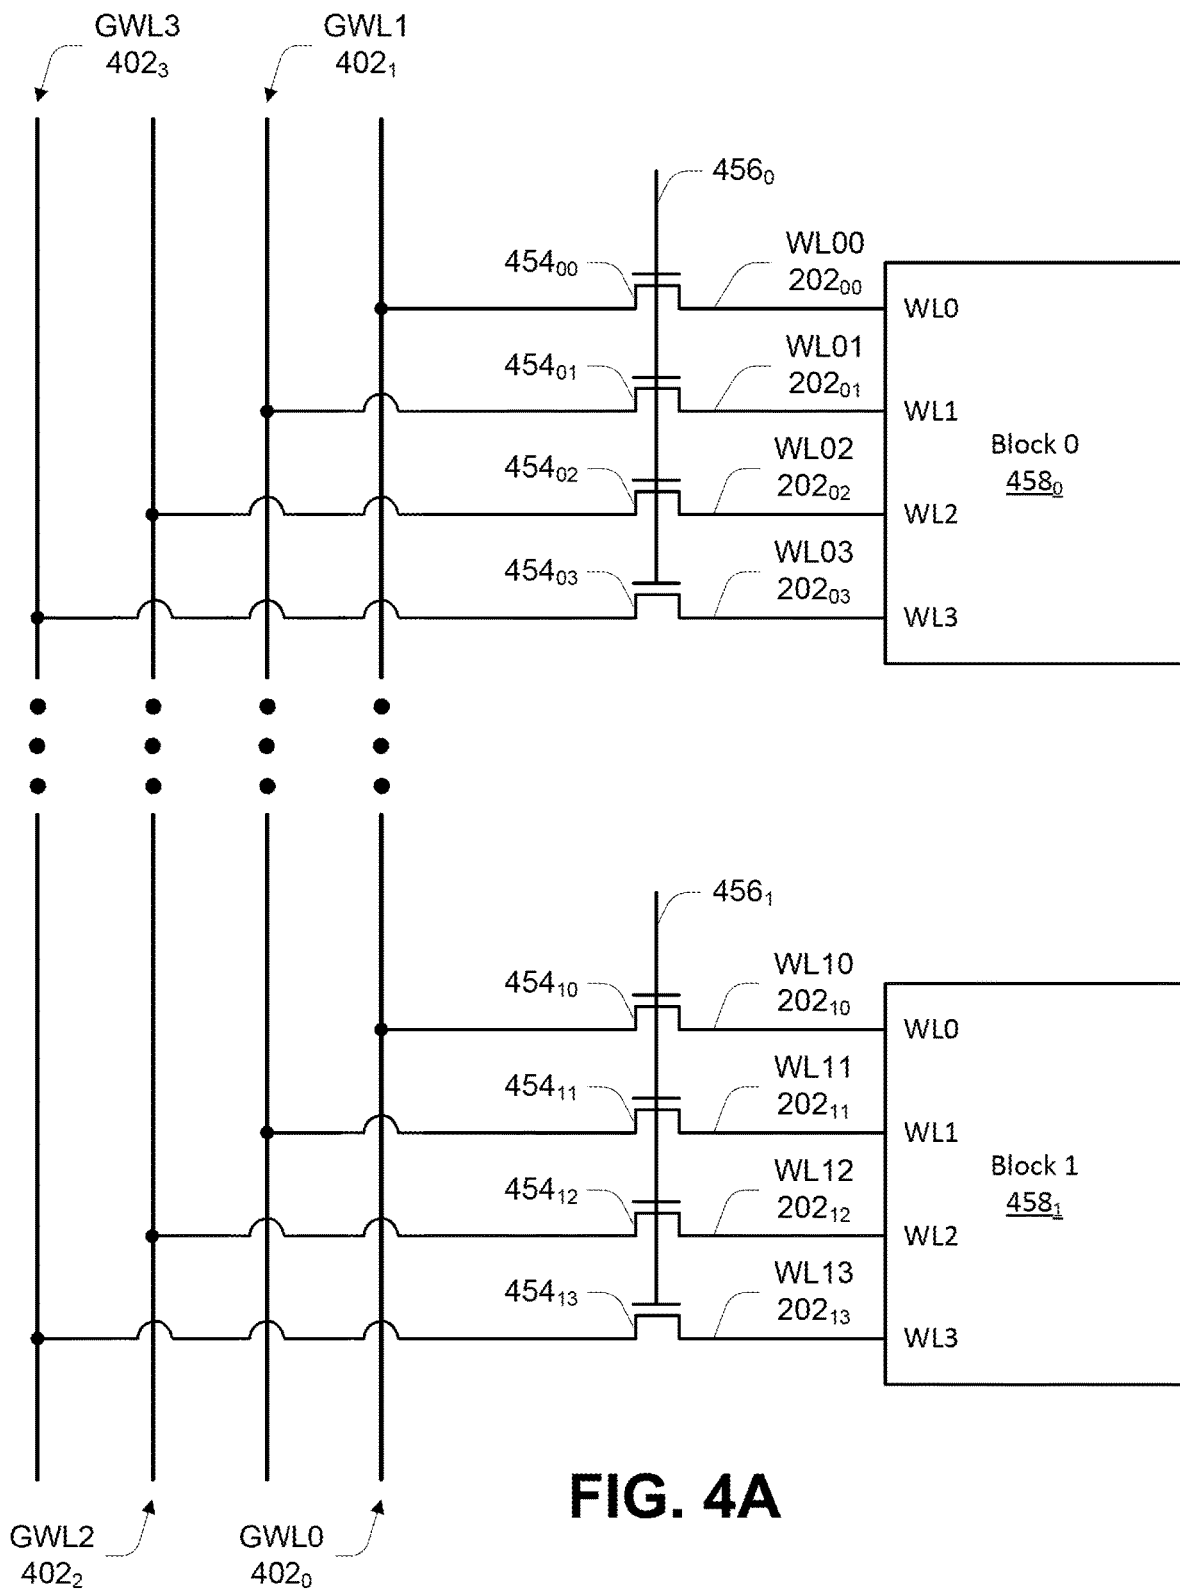 GWL3
402₃
GWL1
402₁
456₀
454₀₀
WL00
202₀₀
WL0
454₀₁
WL01
202₀₁
WL1
Block 0
458₀
454₀₂
WL02
202₀₂
WL2
454₀₃
WL03
202₀₃
WL3
456₁
454₁₀
WL10
202₁₀
WL0
454₁₁
WL11
202₁₁
WL1
Block 1
458₁
454₁₂
WL12
202₁₂
WL2
454₁₃
WL13
202₁₃
WL3
FIG. 4A
GWL2
402₂
GWL0
402₀